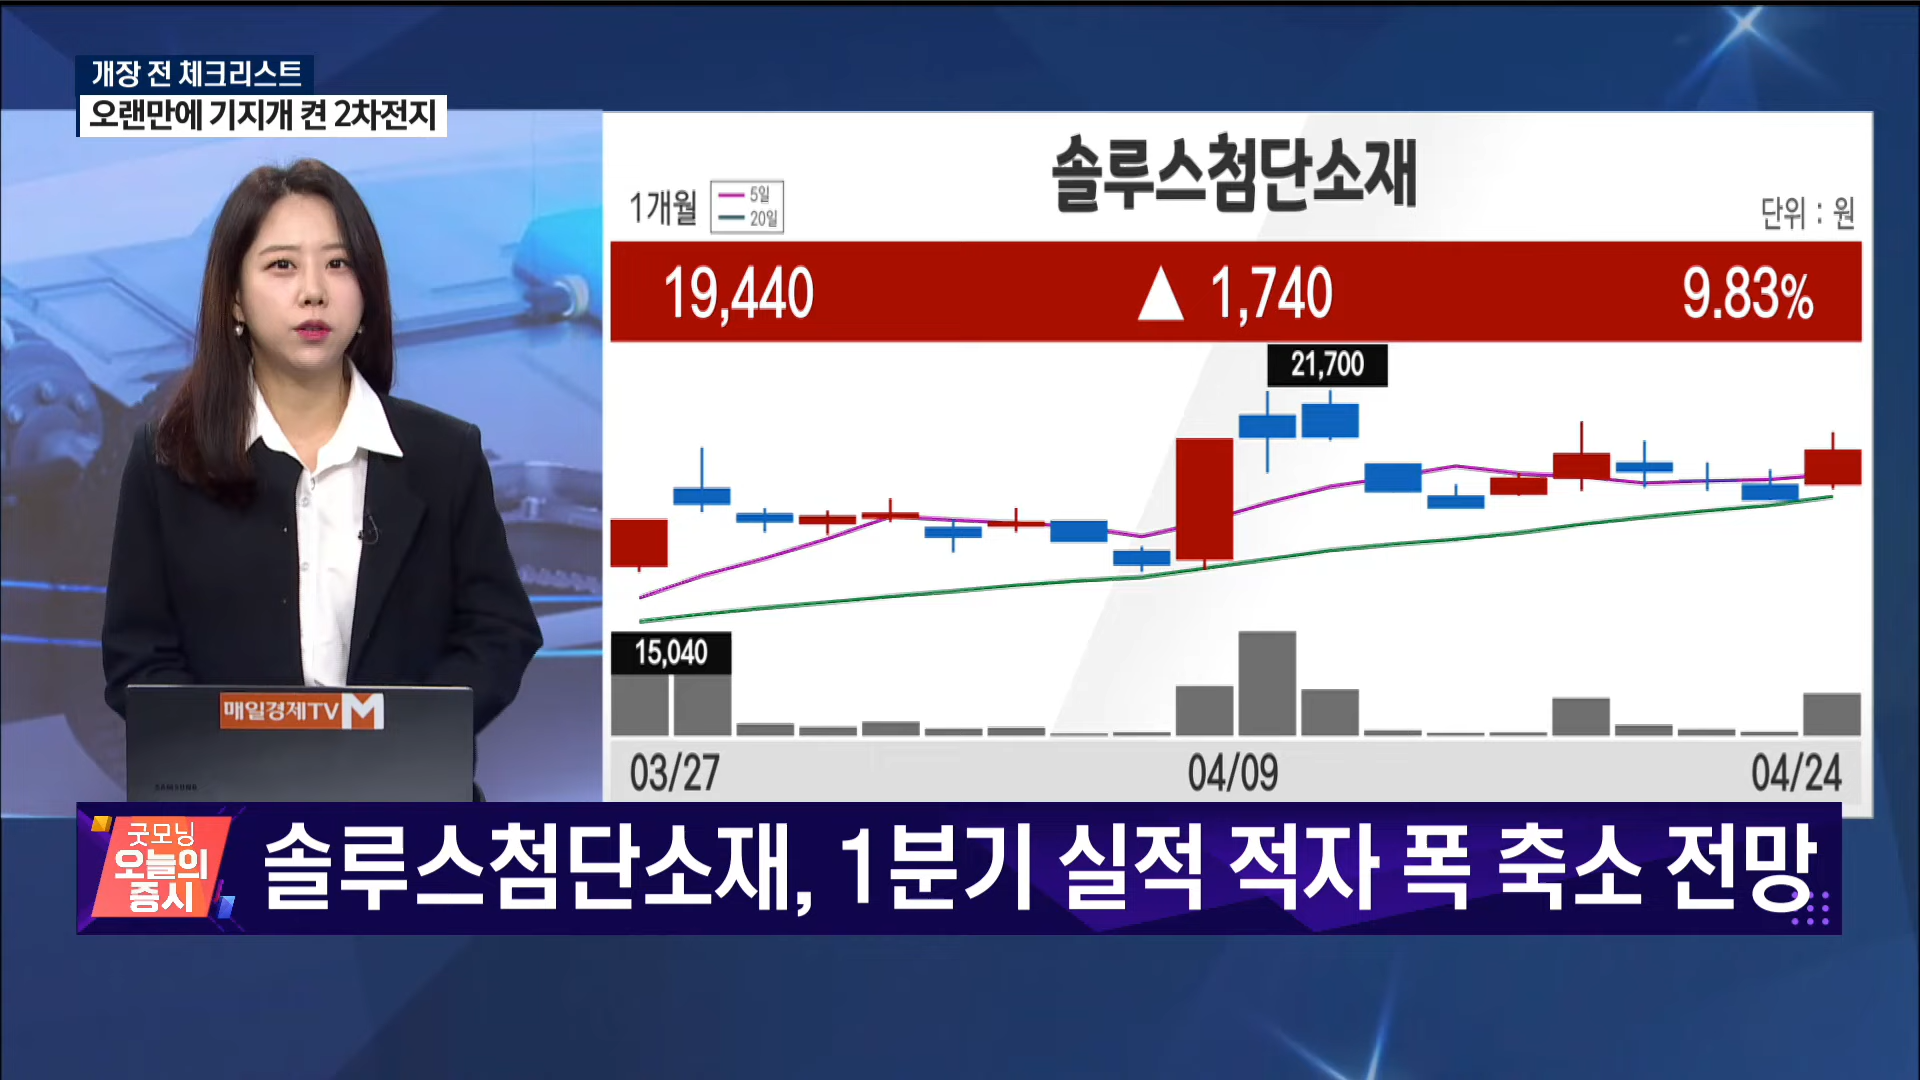 개장 전 체크리스트
오랜만에 기지개 켠 2차전지
솔루스첨단소재
1개월
5일
20일
단위 : 원
19,440 ▲ 1,740 9.83%
21,700
15,040
03/27 04/09 04/24
매일경제TV M
SAMSUNG
굿모닝
오늘의
증시
솔루스첨단소재, 1분기 실적 적자 폭 축소 전망